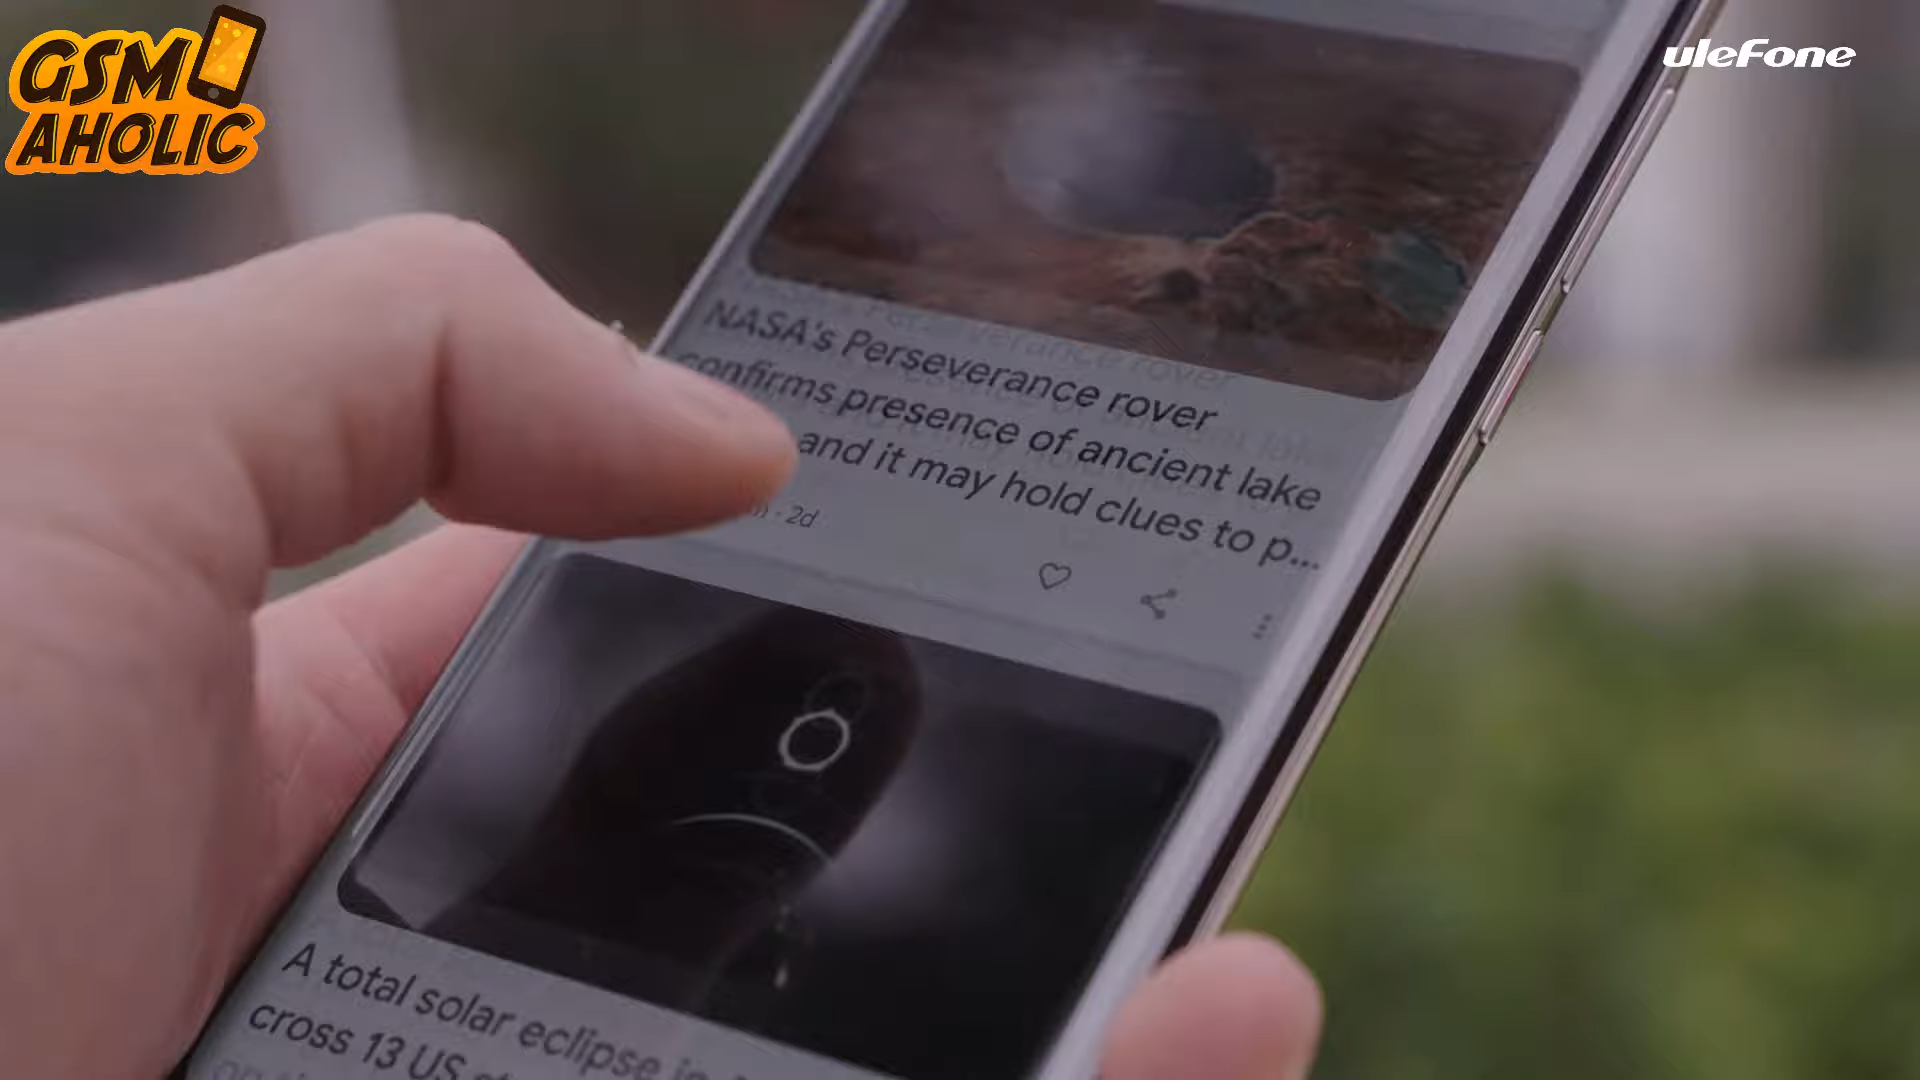 GSM
AHOLIC
uleFone
NASA's Perseverance rover
confirms presence of ancient lake
and it may hold clues to p...
· 2d
A total solar eclipse
cross 13 US